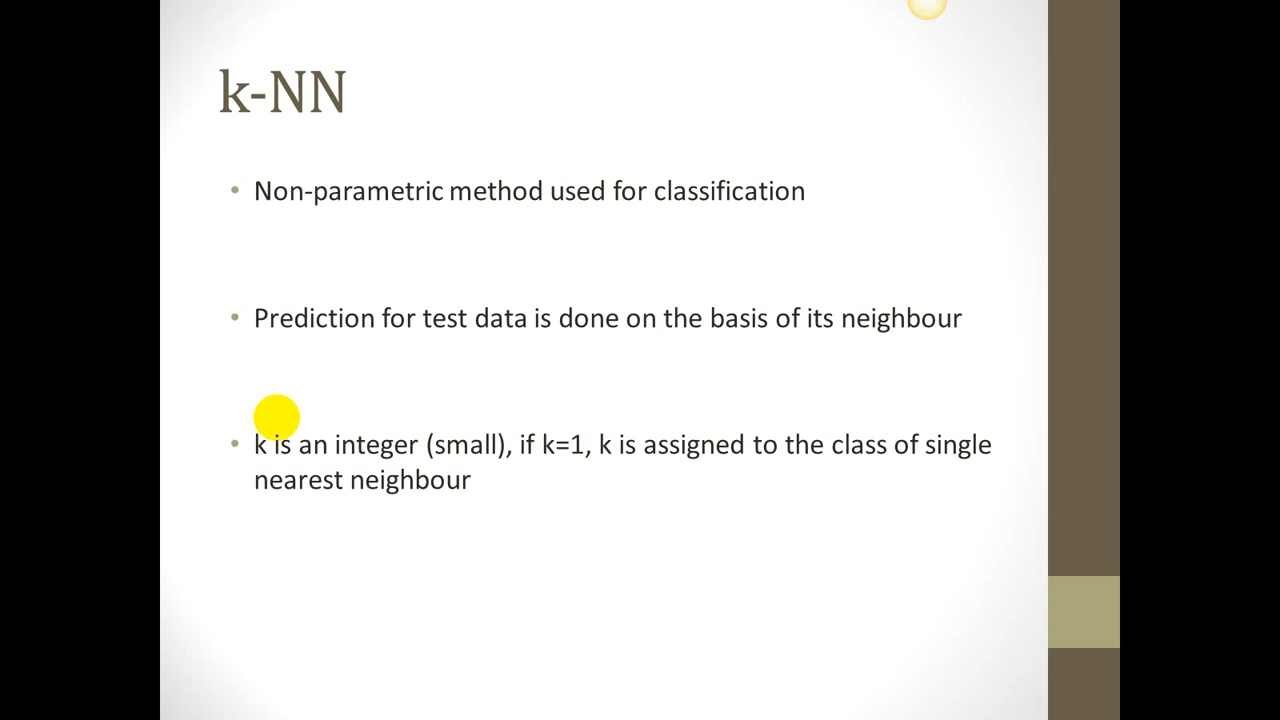 k-NN
• Non-parametric method used for classification
• Prediction for test data is done on the basis of its neighbour
• k is an integer (small), if k=1, k is assigned to the class of single
nearest neighbour